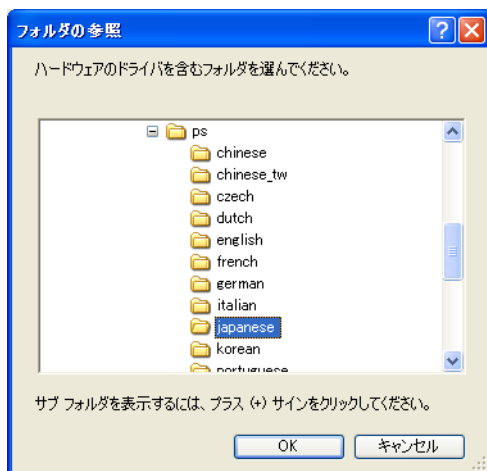 フォルダの参照
ハードウェアのドライバを含むフォルダを選んでください。
ps
chinese
chinese_tw
czech
dutch
english
french
german
italian
japanese
korean
portuguese
サブ フォルダを表示するには、プラス (+) サインをクリックしてください。
OK
キャンセル